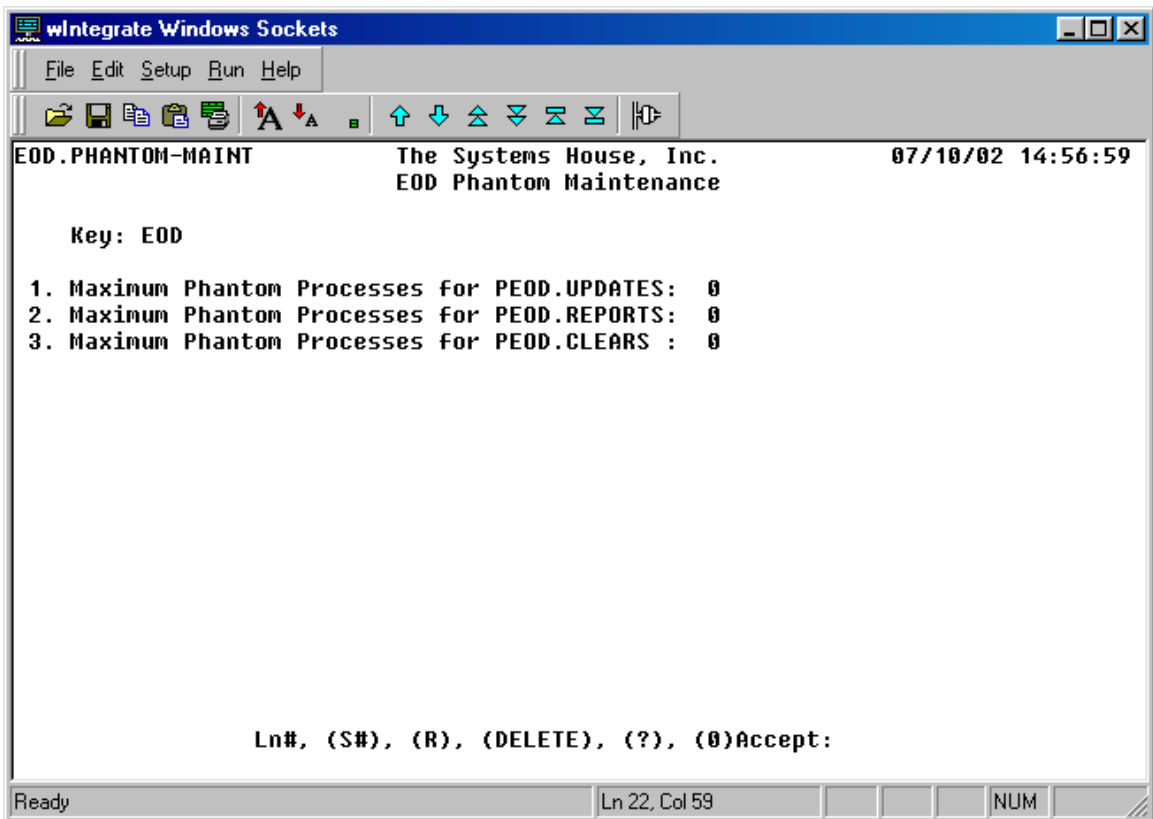 wIntegrate Windows Sockets
File Edit Setup Run Help
EOD.PHANTOM-MAINT The Systems House, Inc. 07/10/02 14:56:59
EOD Phantom Maintenance
Key: EOD
1. Maximum Phantom Processes for PEOD.UPDATES: 0
2. Maximum Phantom Processes for PEOD.REPORTS: 0
3. Maximum Phantom Processes for PEOD.CLEARS : 0
Ln#, (S#), (R), (DELETE), (?), (0)Accept:
Ready Ln 22, Col 59 NUM